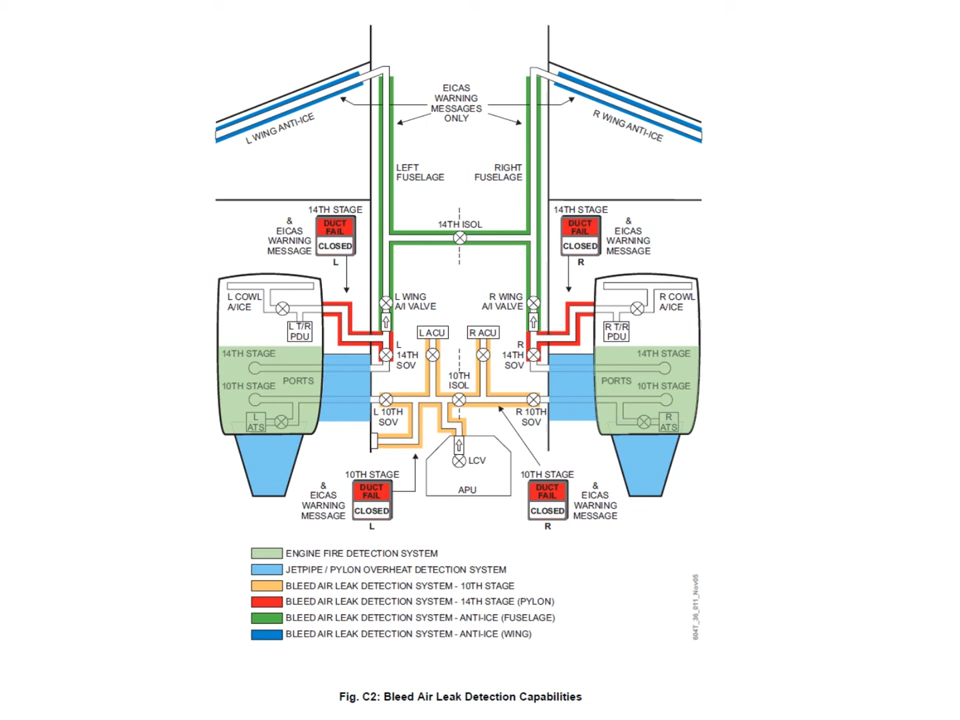 EICAS
WARNING
MESSAGES
ONLY
L WING ANTI-ICE
R WING ANTI-ICE
LEFT
FUSELAGE
RIGHT
FUSELAGE
14TH STAGE
DUCT
FAIL
CLOSED
L
&
EICAS
WARNING
MESSAGE
14TH ISOL
14TH STAGE
DUCT
FAIL
CLOSED
R
&
EICAS
WARNING
MESSAGE
L COWL
A/ICE
L T/R
PDU
L WING
A/I VALVE
R WING
A/I VALVE
R COWL
A/ICE
R T/R
PDU
L ACU
R ACU
L
14TH
SOV
R
14TH
SOV
14TH STAGE
PORTS
10TH STAGE
L
ATS
10TH
ISOL
14TH STAGE
PORTS
10TH STAGE
R
ATS
L 10TH
SOV
R 10TH
SOV
LCV
APU
10TH STAGE
DUCT
FAIL
CLOSED
L
&
EICAS
WARNING
MESSAGE
10TH STAGE
DUCT
FAIL
CLOSED
R
&
EICAS
WARNING
MESSAGE
ENGINE FIRE DETECTION SYSTEM
JETPIPE / PYLON OVERHEAT DETECTION SYSTEM
BLEED AIR LEAK DETECTION SYSTEM - 10TH STAGE
BLEED AIR LEAK DETECTION SYSTEM - 14TH STAGE (PYLON)
BLEED AIR LEAK DETECTION SYSTEM - ANTI-ICE (FUSELAGE)
BLEED AIR LEAK DETECTION SYSTEM - ANTI-ICE (WING)
604T_36_011_Nov05
Fig. C2: Bleed Air Leak Detection Capabilities